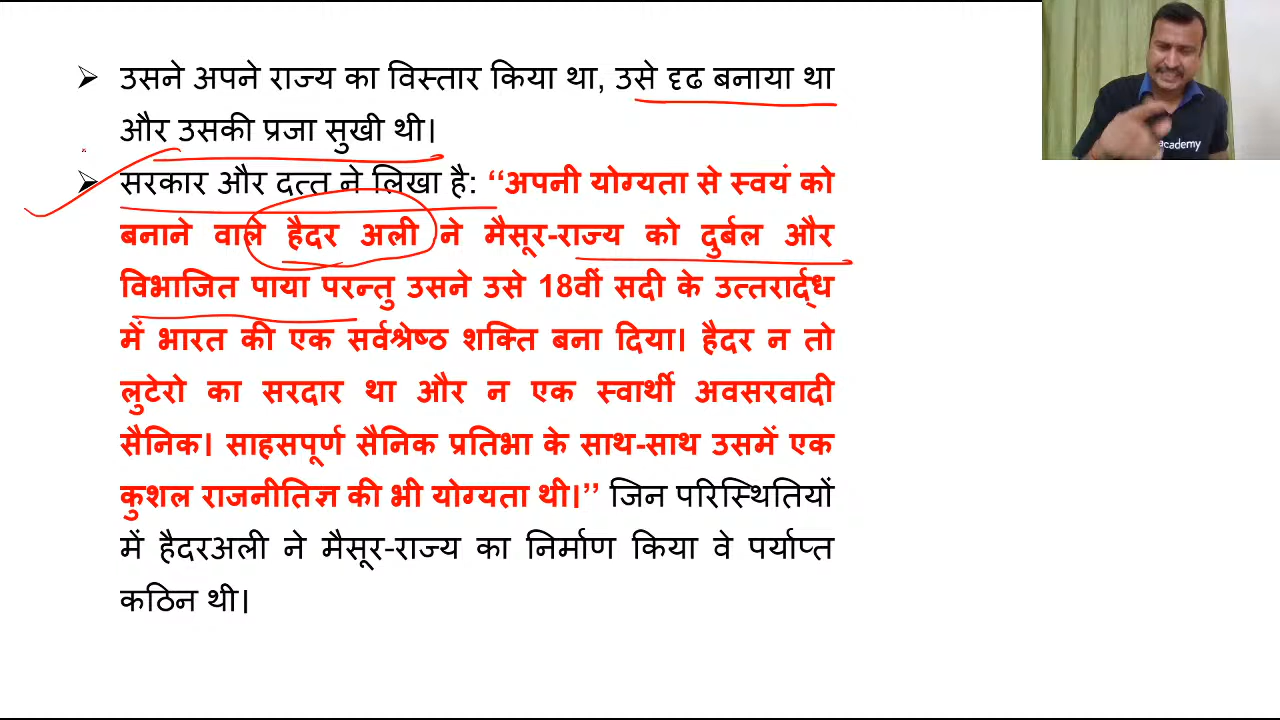 ➢ उसने अपने राज्य का विस्तार किया था, उसे दृढ बनाया था
और उसकी प्रजा सुखी थी।
➢ सरकार और दत्त ने लिखा है: ‘‘अपनी योग्यता से स्वयं को
बनाने वाले हैदर अली ने मैसूर-राज्य को दुर्बल और
विभाजित पाया परन्तु उसने उसे 18वीं सदी के उत्तरार्द्ध
में भारत की एक सर्वश्रेष्ठ शक्ति बना दिया। हैदर न तो
लुटेरो का सरदार था और न एक स्वार्थी अवसरवादी
सैनिक। साहसपूर्ण सैनिक प्रतिभा के साथ-साथ उसमें एक
कुशल राजनीतिज्ञ की भी योग्यता थी।’’ जिन परिस्थितियों
में हैदरअली ने मैसूर-राज्य का निर्माण किया वे पर्याप्त
कठिन थी।
academy